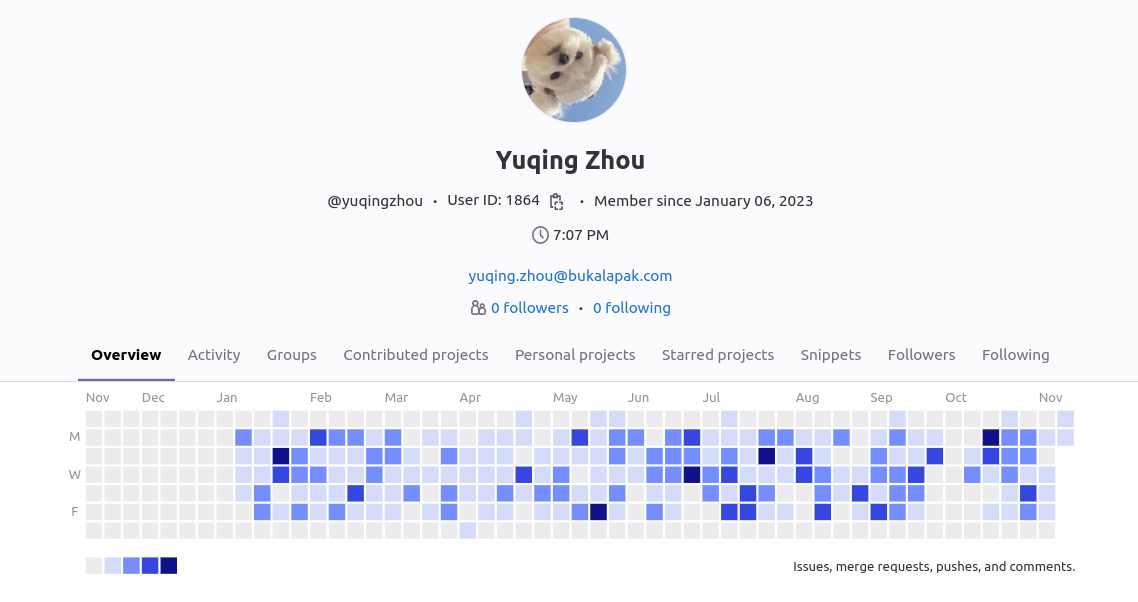 Yuqing Zhou
@yuqingzhou • User ID: 1864 • Member since January 06, 2023
7:07 PM
yuqing.zhou@bukalapak.com
0 followers • 0 following
Overview Activity Groups Contributed projects Personal projects Starred projects Snippets Followers Following
Nov Dec Jan Feb Mar Apr May Jun Jul Aug Sep Oct Nov
M
W
F
Issues, merge requests, pushes, and comments.